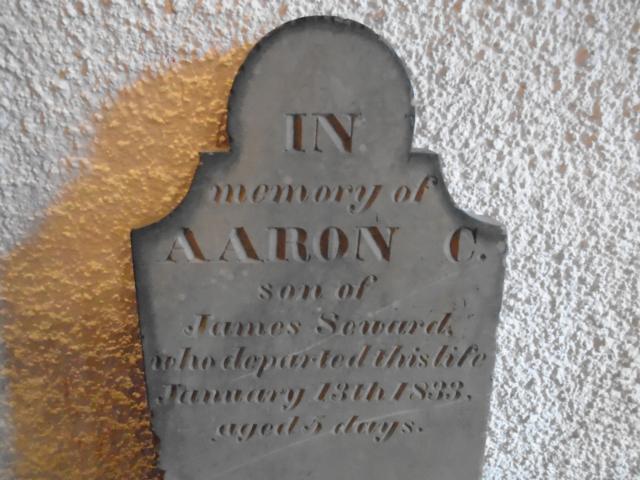 IN
memory of
AARON C.
son of
James Seward,
who departed this life
January 13th 1833.
aged 5 days.